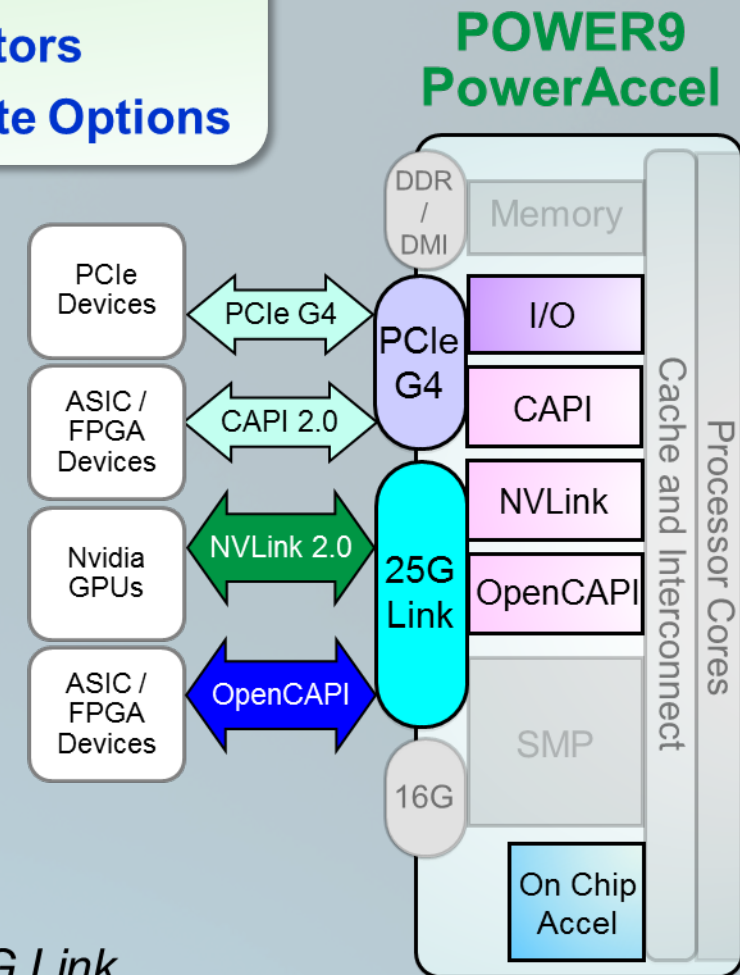 te Options
POWER9
PowerAccel
DDR
/
DMI
Memory
PCIe
Devices
PCIe G4
PCIe
G4
I/O
ASIC /
FPGA
Devices
CAPI 2.0
CAPI
Nvidia
GPUs
NVLink 2.0
25G
Link
NVLink
OpenCAPI
ASIC /
FPGA
Devices
OpenCAPI
SMP
16G
On Chip
Accel
Cache and Interconnect
Processor Cores
G Link